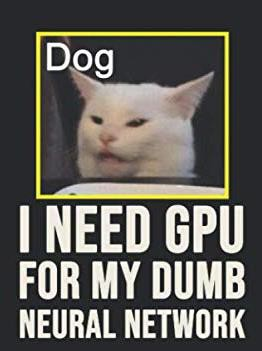 Dog
I NEED GPU
FOR MY DUMB
NEURAL NETWORK